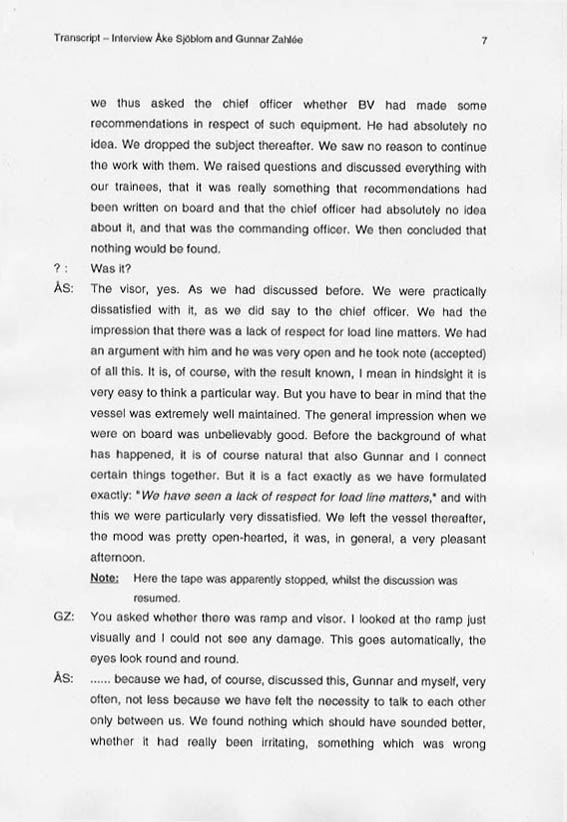 Transcript – Interview Åke Sjöblom and Gunnar Zahlée 7
we thus asked the chief officer whether BV had made some
recommendations in respect of such equipment. He had absolutely no
idea. We dropped the subject thereafter. We saw no reason to continue
the work with them. We raised questions and discussed everything with
our trainees, that it was really something that recommendations had
been written on board and that the chief officer had absolutely no idea
about it, and that was the commanding officer. We then concluded that
nothing would be found.
? : Was it?
ÅS: The visor, yes. As we had discussed before. We were practically
dissatisfied with it, as we did say to the chief officer. We had the
impression that there was a lack of respect for load line matters. We had
an argument with him and he was very open and he took note (accepted)
of all this. It is, of course, with the result known, I mean in hindsight it is
very easy to think a particular way. But you have to bear in mind that the
vessel was extremely well maintained. The general impression when we
were on board was unbelievably good. Before the background of what
has happened, it is of course natural that also Gunnar and I connect
certain things together. But it is a fact exactly as we have formulated
exactly: "We have seen a lack of respect for load line matters," and with
this we were particularly very dissatisfied. We left the vessel thereafter,
the mood was pretty open-hearted, it was, in general, a very pleasant
afternoon.
Note: Here the tape was apparently stopped, whilst the discussion was
resumed.
GZ: You asked whether there was ramp and visor. I looked at the ramp just
visually and I could not see any damage. This goes automatically, the
eyes look round and round.
ÅS: ...... because we had, of course, discussed this, Gunnar and myself, very
often, not less because we have felt the necessity to talk to each other
only between us. We found nothing which should have sounded better,
whether it had really been irritating, something which was wrong